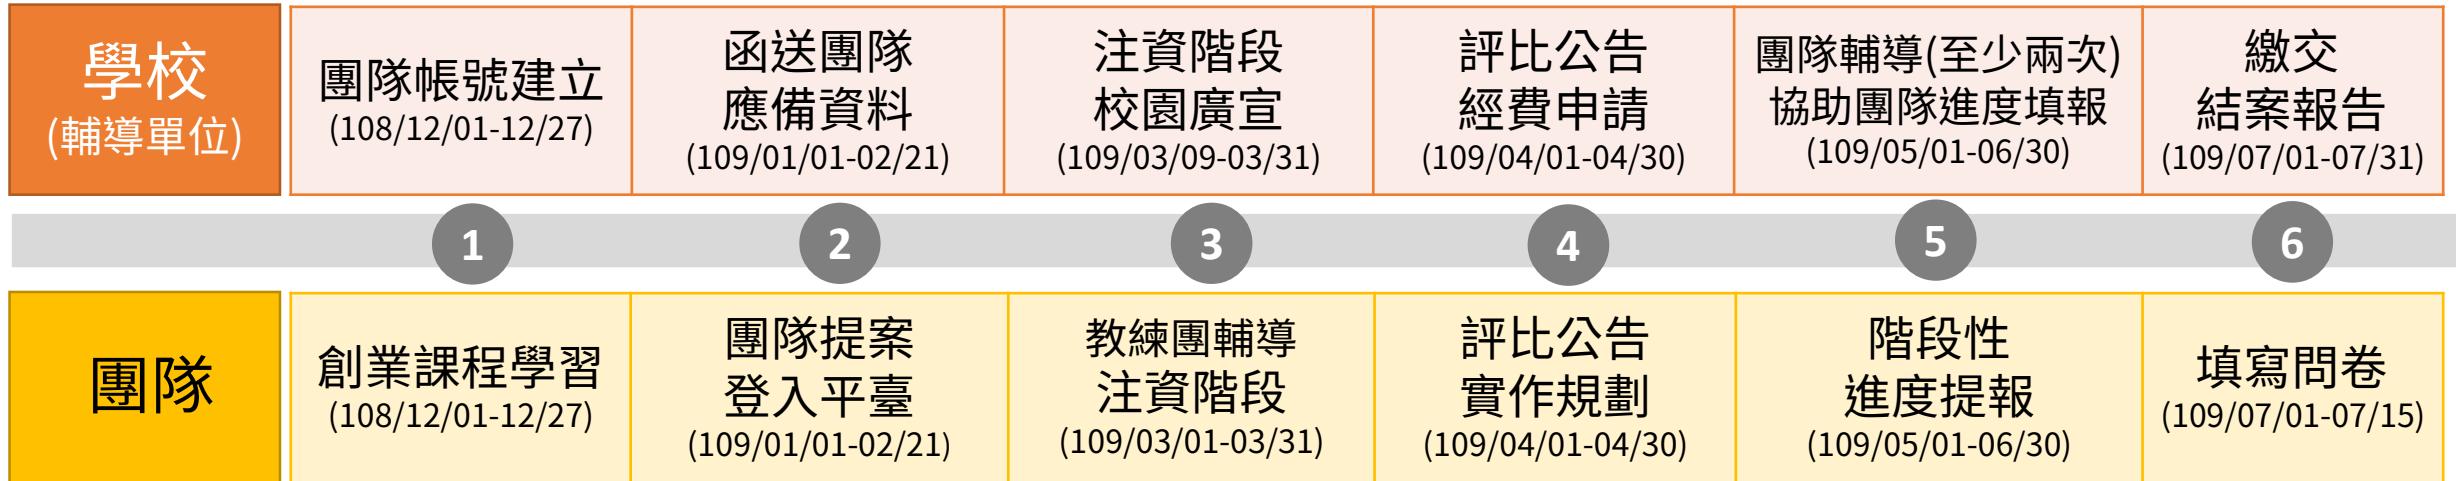 學校
(輔導單位)
團隊帳號建立
(108/12/01-12/27)
函送團隊
應備資料
(109/01/01-02/21)
注資階段
校園廣宣
(109/03/09-03/31)
評比公告
經費申請
(109/04/01-04/30)
團隊輔導(至少兩次)
協助團隊進度填報
(109/05/01-06/30)
繳交
結案報告
(109/07/01-07/31)
1
2
3
4
5
6
團隊
創業課程學習
(108/12/01-12/27)
團隊提案
登入平臺
(109/01/01-02/21)
教練團輔導
注資階段
(109/03/01-03/31)
評比公告
實作規劃
(109/04/01-04/30)
階段性
進度提報
(109/05/01-06/30)
填寫問卷
(109/07/01-07/15)